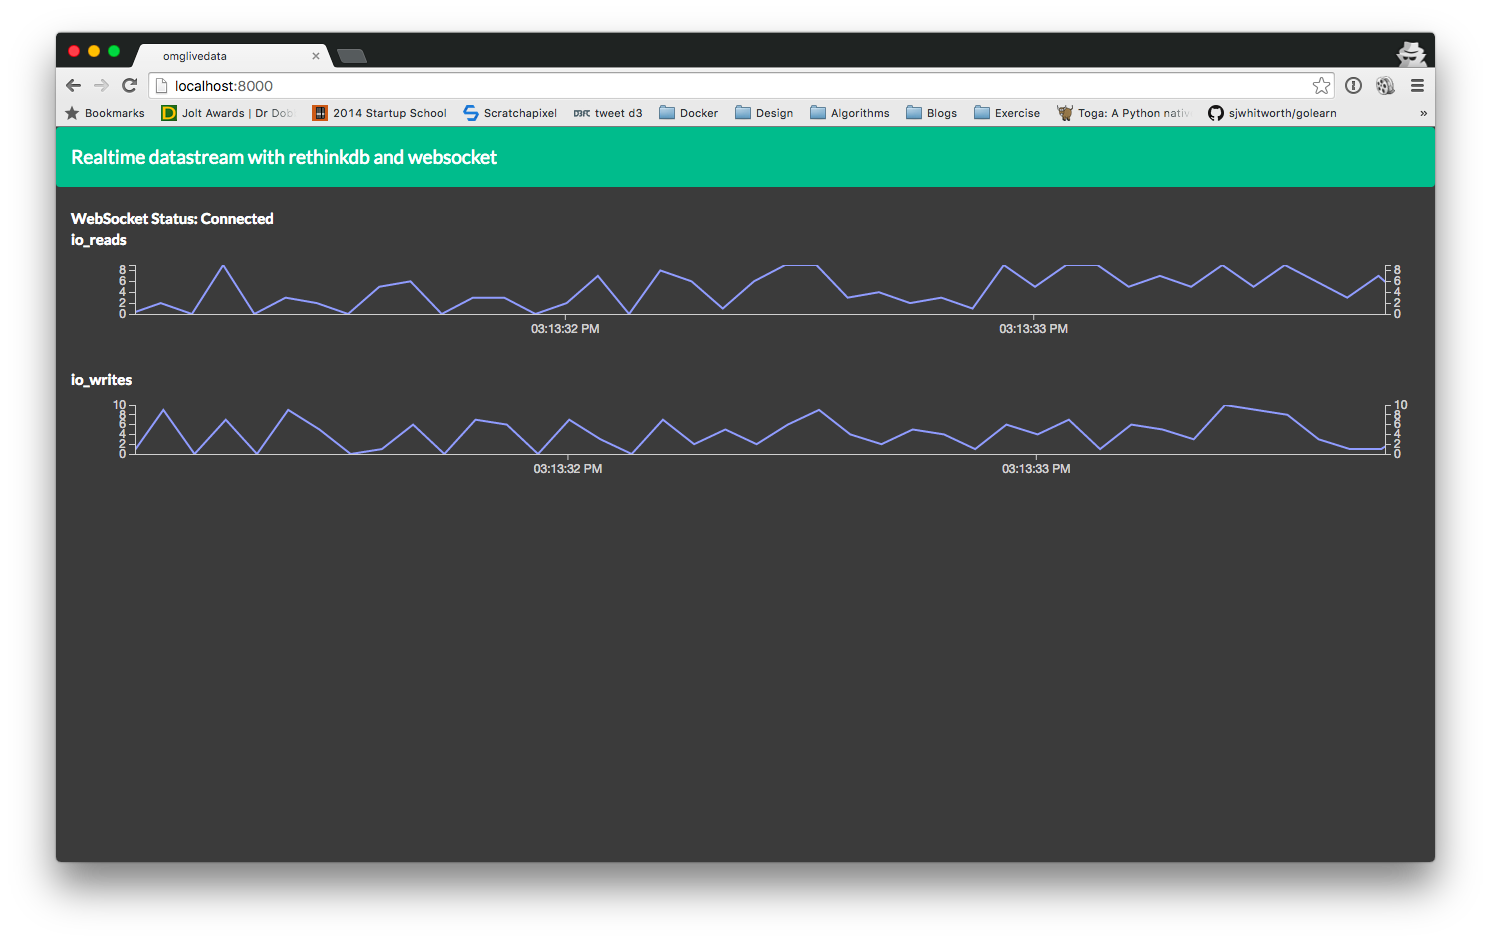 omglivedata
localhost:8000
Bookmarks Jolt Awards | Dr Dob 2014 Startup School Scratchapixel tweet d3 Docker Design Algorithms Blogs Exercise Toga: A Python nativ sjwhitworth/golearn »
Realtime datastream with rethinkdb and websocket
WebSocket Status: Connected
io_reads
8 8
6 6
4 4
2 2
0 0
03:13:32 PM 03:13:33 PM
io_writes
10 10
8 8
6 6
4 4
2 2
0 0
03:13:32 PM 03:13:33 PM